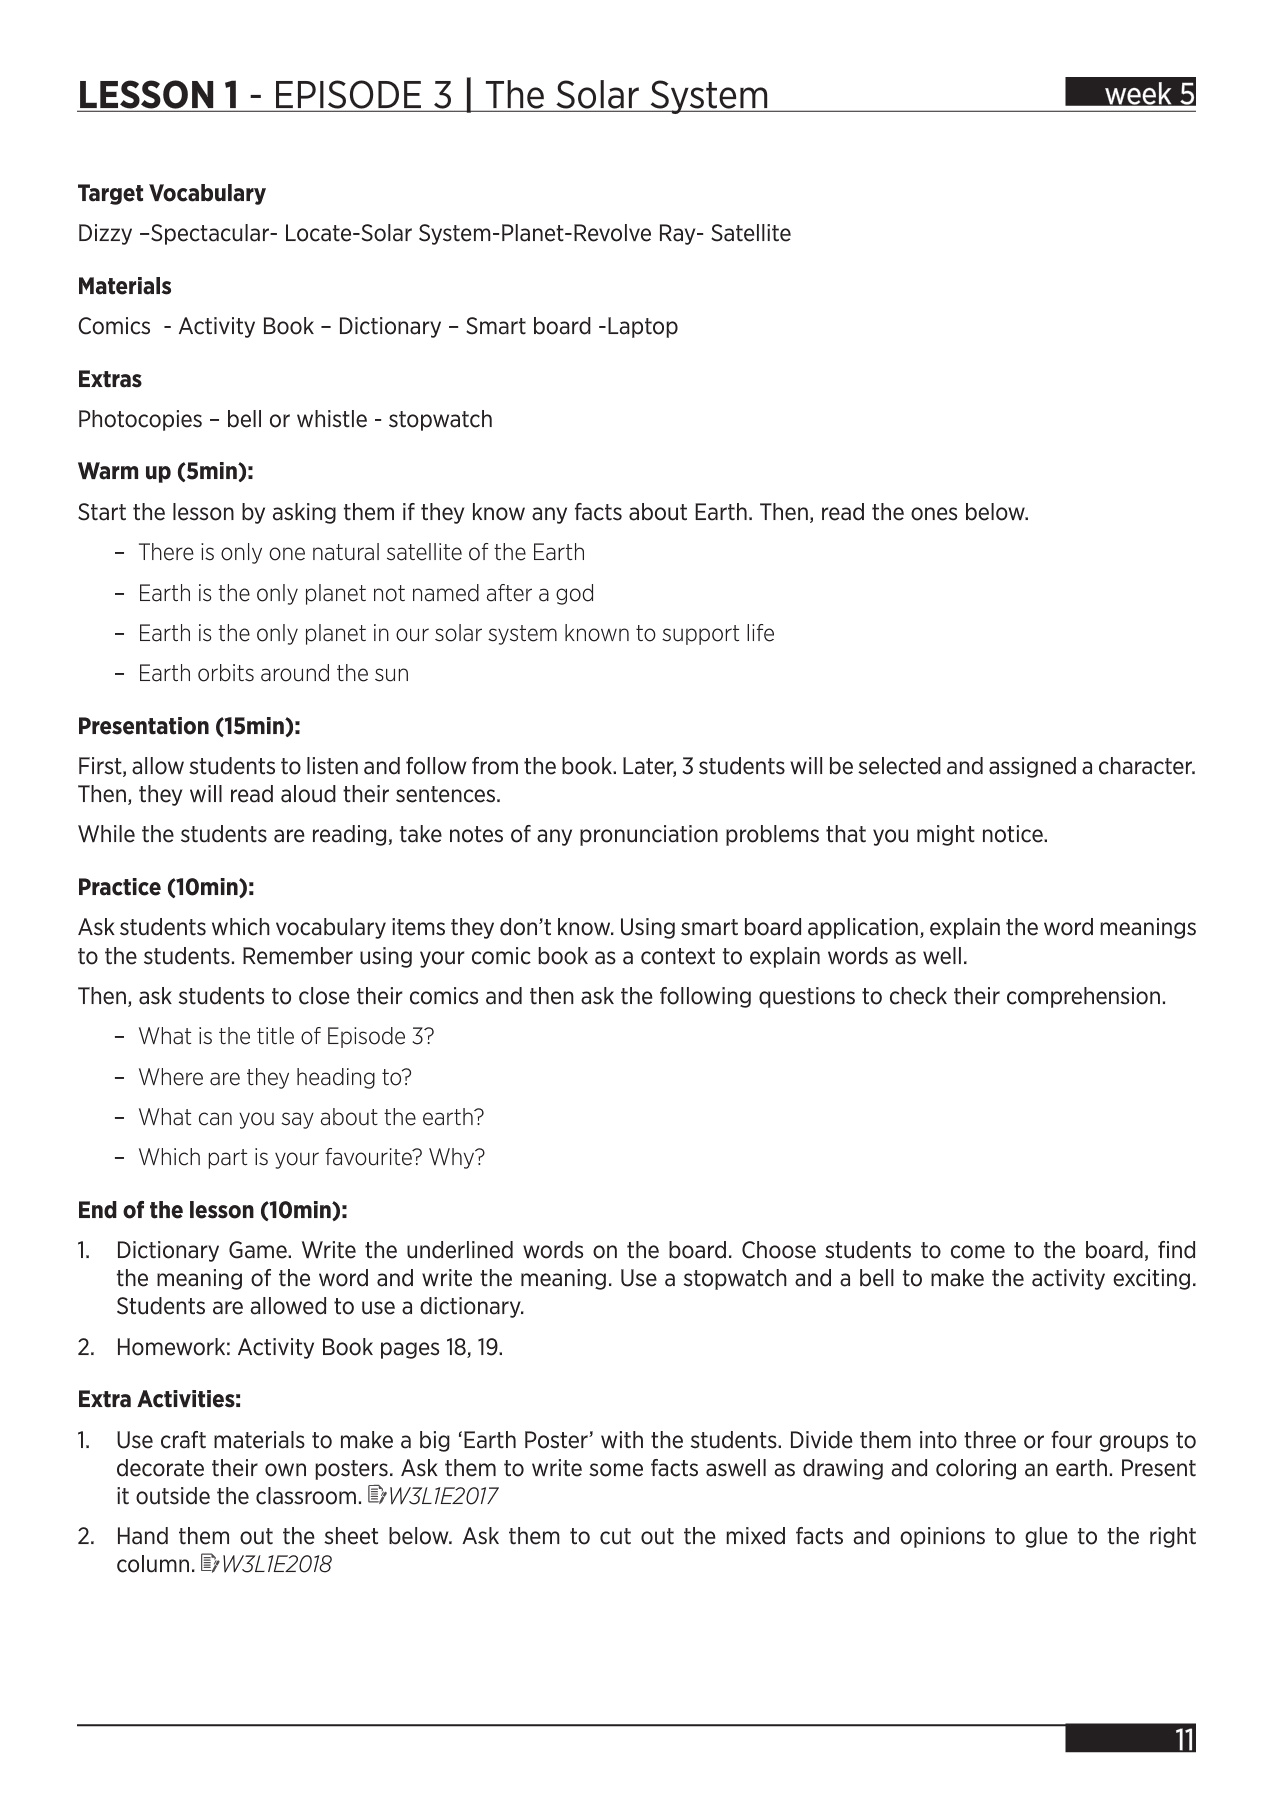 LESSON 1 - EPISODE 3 | The Solar System
week 5
Target Vocabulary
Dizzy –Spectacular- Locate-Solar System-Planet-Revolve Ray- Satellite
Materials
Comics - Activity Book – Dictionary – Smart board -Laptop
Extras
Photocopies – bell or whistle - stopwatch
Warm up (5min):
Start the lesson by asking them if they know any facts about Earth. Then, read the ones below.
– There is only one natural satellite of the Earth
– Earth is the only planet not named after a god
– Earth is the only planet in our solar system known to support life
– Earth orbits around the sun
Presentation (15min):
First, allow students to listen and follow from the book. Later, 3 students will be selected and assigned a character.
Then, they will read aloud their sentences.
While the students are reading, take notes of any pronunciation problems that you might notice.
Practice (10min):
Ask students which vocabulary items they don’t know. Using smart board application, explain the word meanings
to the students. Remember using your comic book as a context to explain words as well.
Then, ask students to close their comics and then ask the following questions to check their comprehension.
– What is the title of Episode 3?
– Where are they heading to?
– What can you say about the earth?
– Which part is your favourite? Why?
End of the lesson (10min):
1. Dictionary Game. Write the underlined words on the board. Choose students to come to the board, find
the meaning of the word and write the meaning. Use a stopwatch and a bell to make the activity exciting.
Students are allowed to use a dictionary.
2. Homework: Activity Book pages 18, 19.
Extra Activities:
1. Use craft materials to make a big ‘Earth Poster’ with the students. Divide them into three or four groups to
decorate their own posters. Ask them to write some facts aswell as drawing and coloring an earth. Present
it outside the classroom. W3L1E2017
2. Hand them out the sheet below. Ask them to cut out the mixed facts and opinions to glue to the right
column. W3L1E2018
11